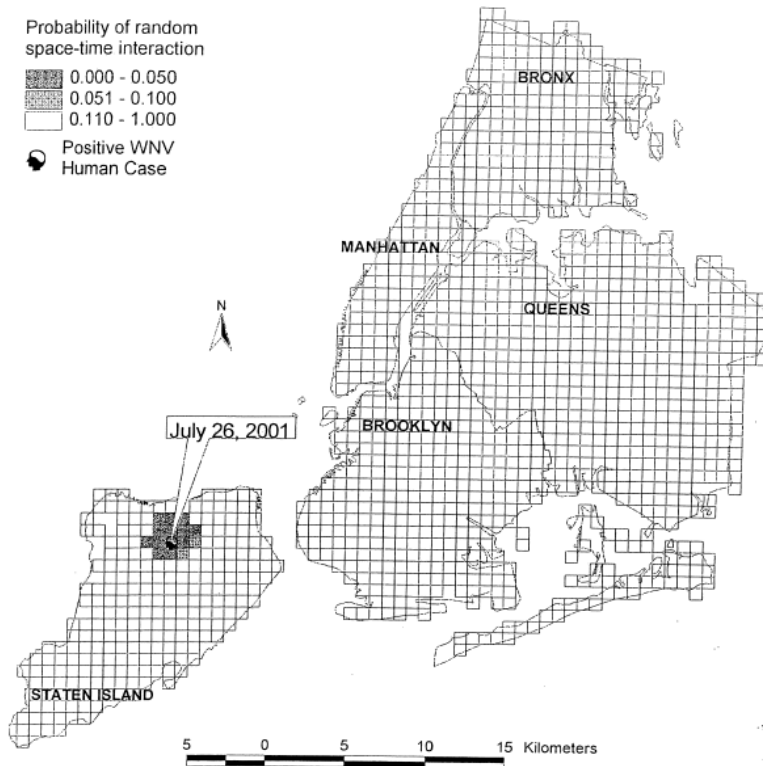 Probability of random
space-time interaction
0.000 - 0.050
0.051 - 0.100
0.110 - 1.000
Positive WNV
Human Case
BRONX
MANHATTAN
N
QUEENS
BROOKLYN
July 26, 2001
STATEN ISLAND
5 0 5 10 15 Kilometers